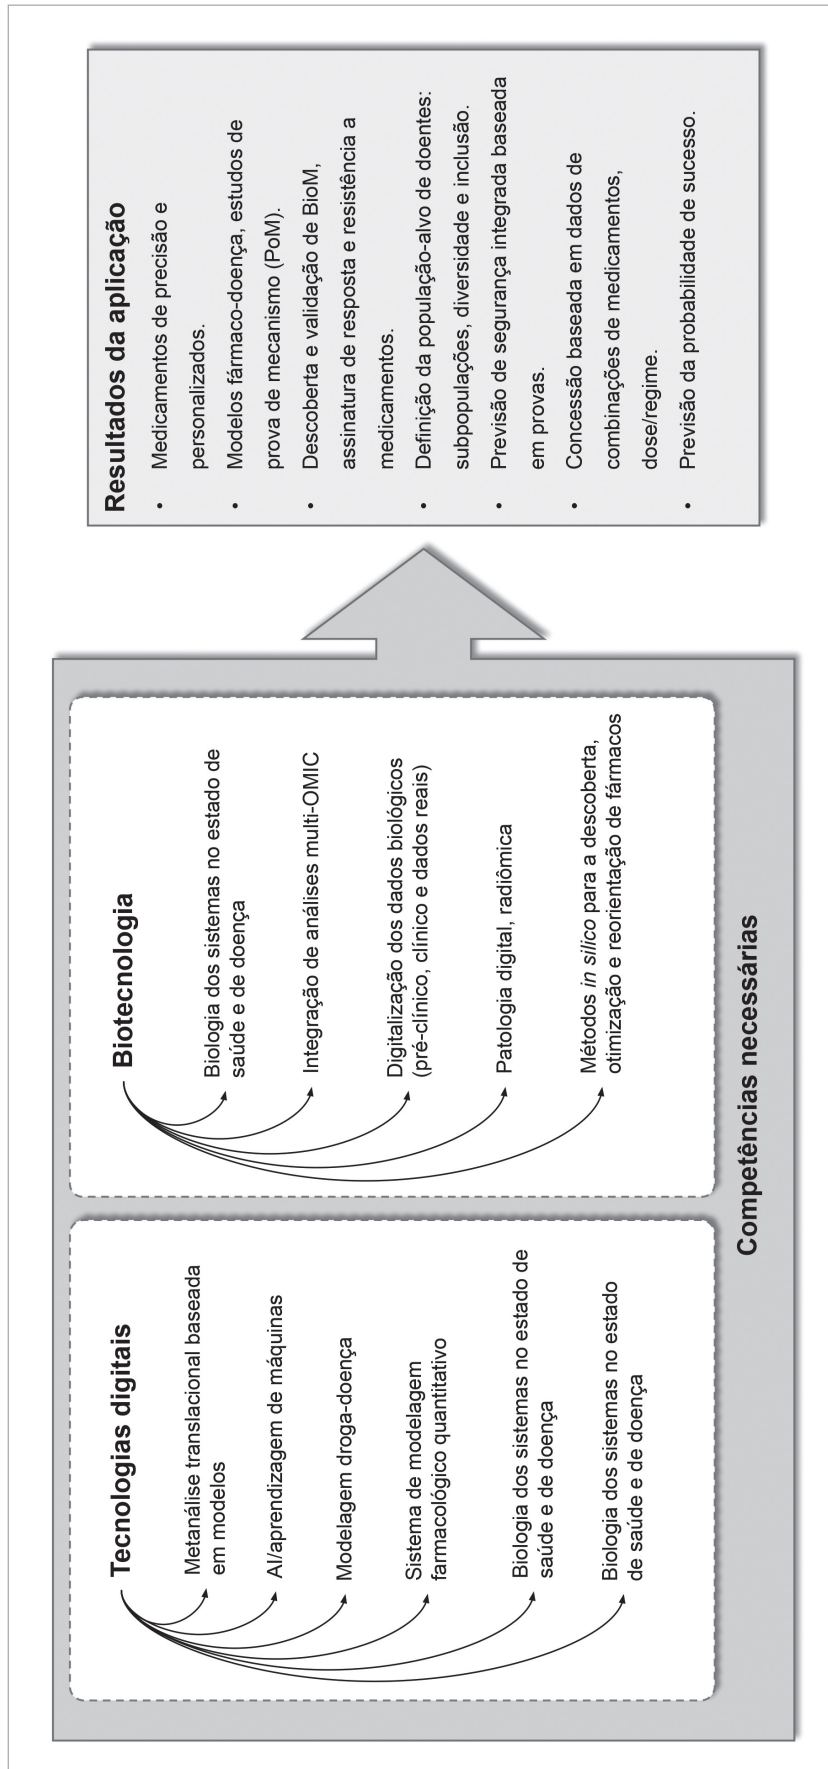 Tecnologias digitais
Metanálise translacional baseada
em modelos
AI/aprendizagem de máquinas
Modelagem droga-doença
Sistema de modelagem
farmacológico quantitativo
Biologia dos sistemas no estado de
saúde e de doença
Biologia dos sistemas no estado
de saúde e de doença
Biotecnologia
Biologia dos sistemas no estado de
saúde e de doença
Integração de análises multi-OMIC
Digitalização dos dados biológicos
(pré-clínico, clínico e dados reais)
Patologia digital, radiômica
Métodos in silico para a descoberta,
otimização e reorientação de fármacos
Competências necessárias
Resultados da aplicação
• Medicamentos de precisão e
personalizados.
• Modelos fármaco-doença, estudos de
prova de mecanismo (PoM).
• Descoberta e validação de BioM,
assinatura de resposta e resistência a
medicamentos.
• Definição da população-alvo de doentes:
subpopulações, diversidade e inclusão.
• Previsão de segurança integrada baseada
em provas.
• Concessão baseada em dados de
combinações de medicamentos,
dose/regime.
• Previsão da probabilidade de sucesso.